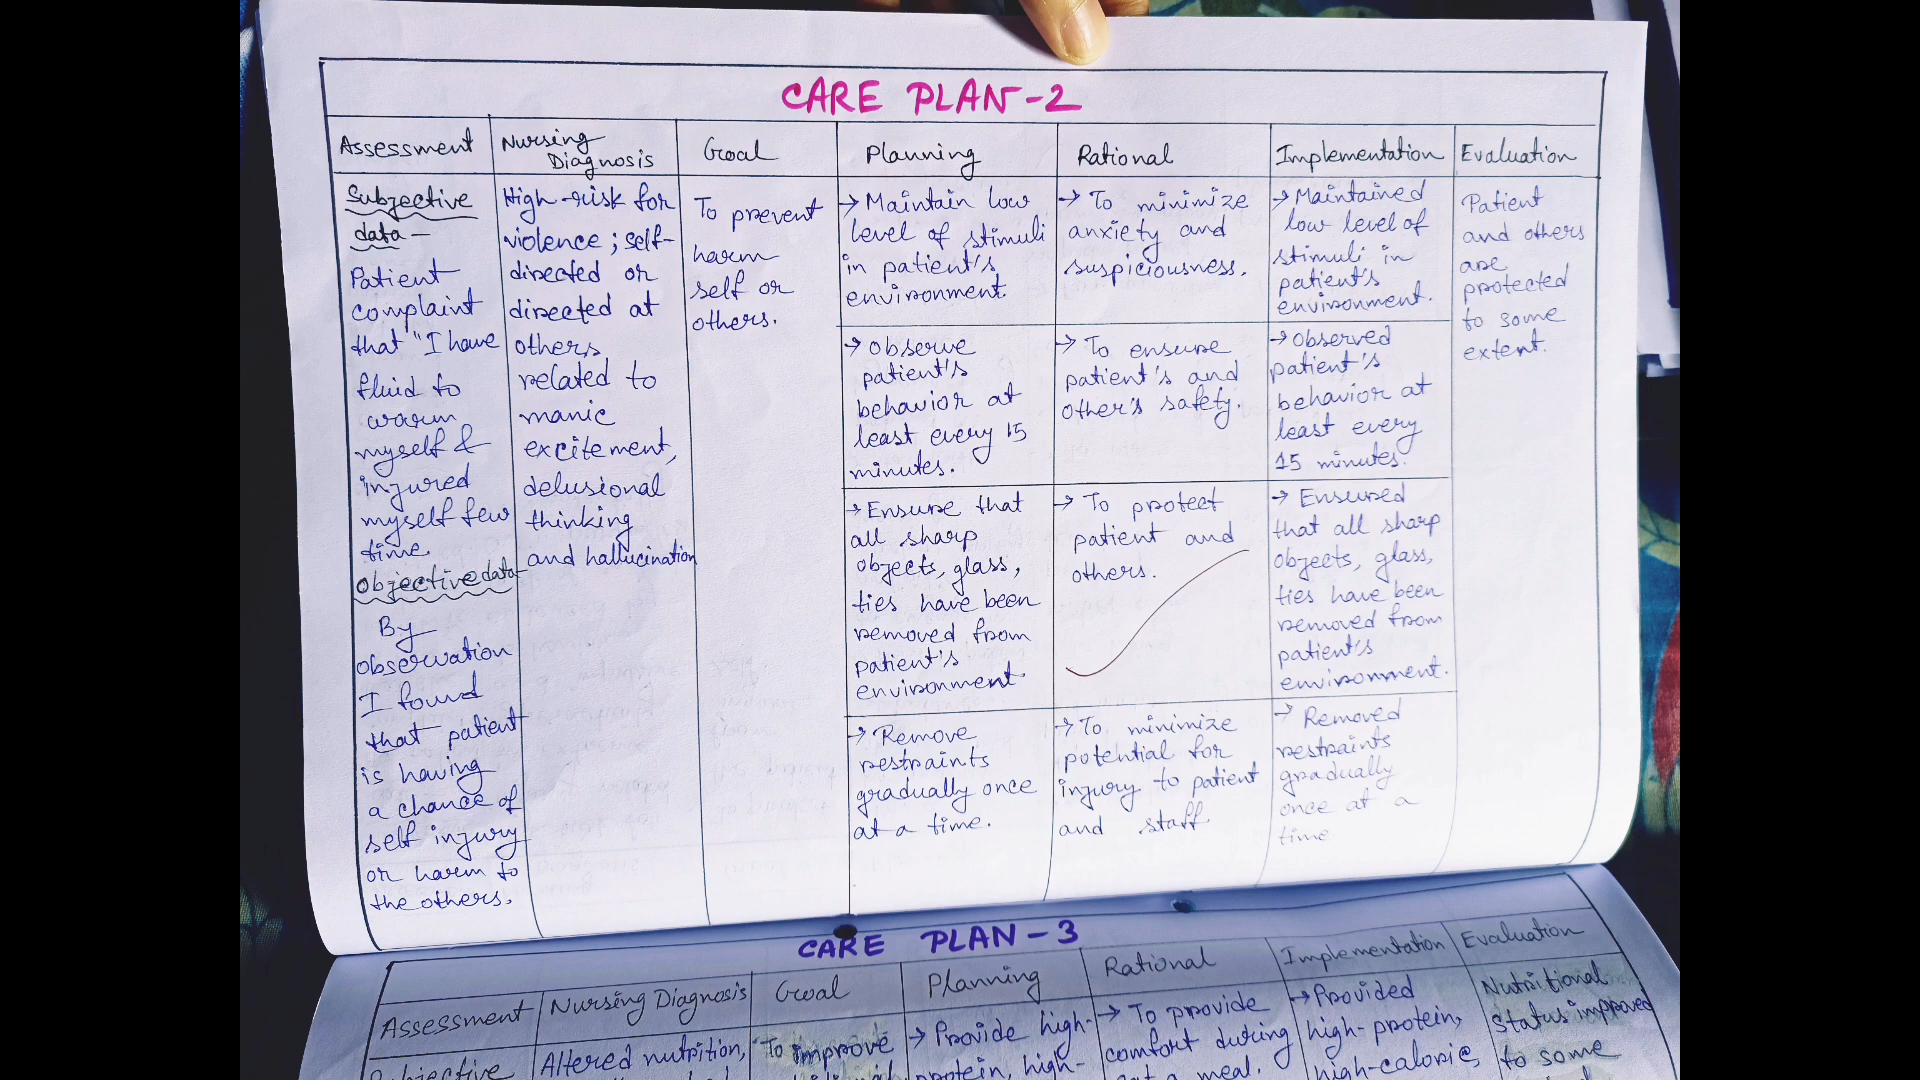 CARE PLAN-2
Assessment
Nursing
Diagnosis
Goal
Planning
Rational
Implementation
Evaluation
Subjective
data-
Patient
complaint
that "I have
fluid to
warm
myself &
injured
myself few
time.
Objective data-
By
observation
I found
that patient
is having
a chance of
self injury
or harm to
the others.
High-risk for
violence; self-
directed or
directed at
others
related to
manic
excitement,
delusional
thinking
and hallucination
To prevent
harm
self or
others.
→ Maintain low
level of stimuli
in patient's
environment.
→ To minimize
anxiety and
suspiciousness.
→ Maintained
low level of
stimuli in
patient's
environment.
Patient
and others
are
protected
to some
extent.
→ Observe
patient's
behavior at
least every 15
minutes.
→ To ensure
patient's and
other's safety.
→ Observed
patient's
behavior at
least every
15 minutes.
→ Ensure that
all sharp
objects, glass,
ties have been
removed from
patient's
environment.
→ To protect
patient and
others.
→ Ensured
that all sharp
objects, glass,
ties have been
removed from
patient's
environment.
→ Remove
restraints
gradually once
at a time.
→ To minimize
potential for
injury to patient
and staff.
→ Removed
restraints
gradually
once at a
time
CARE PLAN-3
Assessment
Nursing Diagnosis
Goal
Planning
Rational
Implementation
Evaluation
Subjective
Altered nutrition,
To improve
→ Provide high-
protein, high-
→ To provide
comfort during
eat a meal.
→ Provided
high-protein,
high-calorie,
Nutritional
status improved
to some